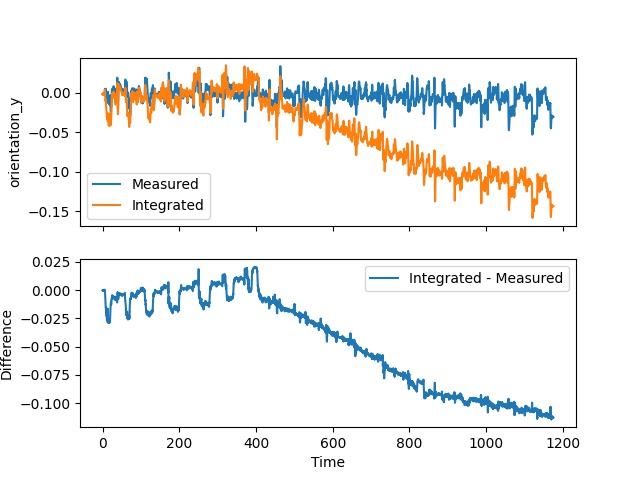 orientation_y
0.00
−0.05
−0.10
−0.15
Measured
Integrated
Difference
0.025
0.000
−0.025
−0.050
−0.075
−0.100
Integrated - Measured
0 200 400 600 800 1000 1200
Time